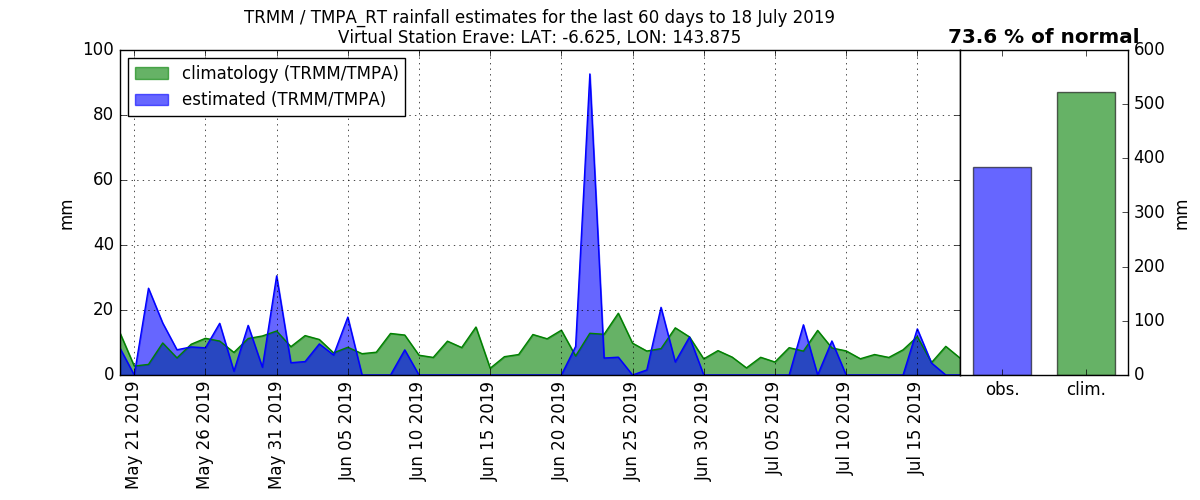 TRMM / TMPA_RT rainfall estimates for the last 60 days to 18 July 2019
Virtual Station Erave: LAT: -6.625, LON: 143.875
73.6 % of normal
climatology (TRMM/TMPA)
estimated (TRMM/TMPA)
100
80
60
40
20
0
mm
May 21 2019
May 26 2019
May 31 2019
Jun 05 2019
Jun 10 2019
Jun 15 2019
Jun 20 2019
Jun 25 2019
Jun 30 2019
Jul 05 2019
Jul 10 2019
Jul 15 2019
obs.
clim.
600
500
400
300
200
100
0
mm